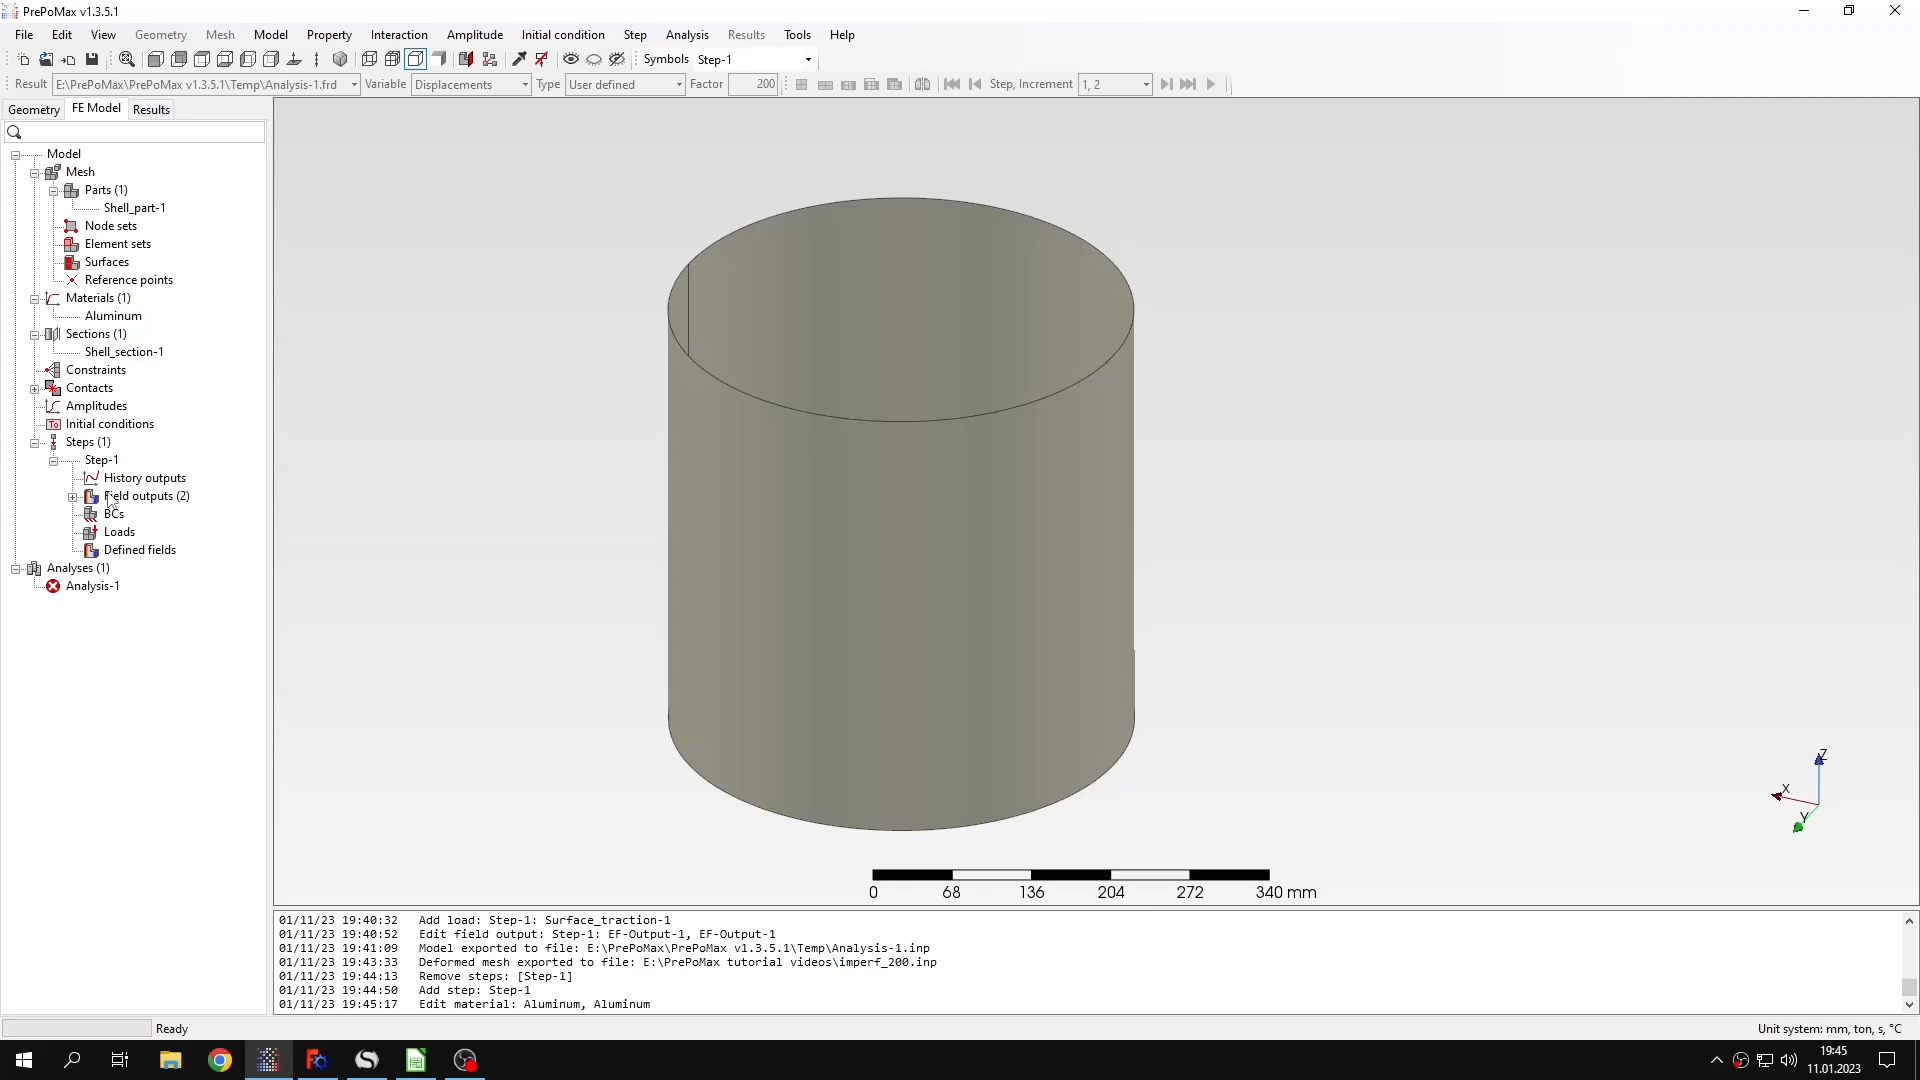 PrePoMax v1.3.5.1
File Edit View Geometry Mesh Model Property Interaction Amplitude Initial condition Step Analysis Results Tools Help
Symbols Step-1
Result E:\PrePoMax\PrePoMax v1.3.5.1\Temp\Analysis-1.frd Variable Displacements Type User defined Factor 200 Step, Increment 1, 2
Geometry FE Model Results
Model
Mesh
Parts (1)
Shell_part-1
Node sets
Element sets
Surfaces
Reference points
Materials (1)
Aluminum
Sections (1)
Shell_section-1
Constraints
Contacts
Amplitudes
Initial conditions
Steps (1)
Step-1
History outputs
Field outputs (2)
BCs
Loads
Defined fields
Analyses (1)
Analysis-1
Z
X
Y
0 68 136 204 272 340 mm
01/11/23 19:40:32 Add load: Step-1: Surface_traction-1
01/11/23 19:40:52 Edit field output: Step-1: EF-Output-1, EF-Output-1
01/11/23 19:41:09 Model exported to file: E:\PrePoMax\PrePoMax v1.3.5.1\Temp\Analysis-1.inp
01/11/23 19:43:33 Deformed mesh exported to file: E:\PrePoMax tutorial videos\imperf_200.inp
01/11/23 19:44:13 Remove steps: [Step-1]
01/11/23 19:44:50 Add step: Step-1
01/11/23 19:45:17 Edit material: Aluminum, Aluminum
Ready
Unit system: mm, ton, s, °C
19:45
11.01.2023